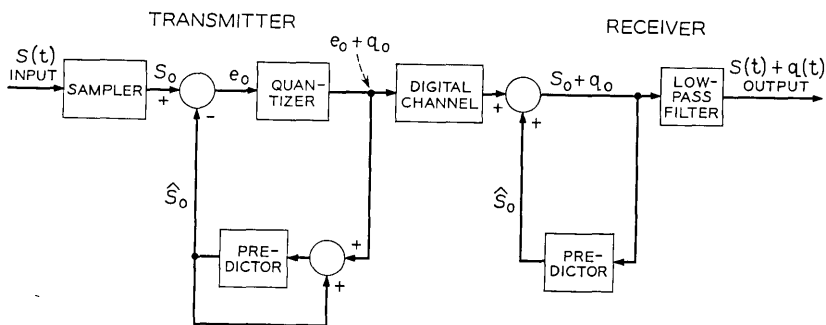 TRANSMITTER
RECEIVER
S(t)
INPUT
SAMPLER
S₀
+
-
e₀
QUAN-
TIZER
e₀ + q₀
DIGITAL
CHANNEL
+
+
S₀ + q₀
LOW-
PASS
FILTER
S(t) + q(t)
OUTPUT
Ŝ₀
PRE-
DICTOR
+
+
Ŝ₀
PRE-
DICTOR